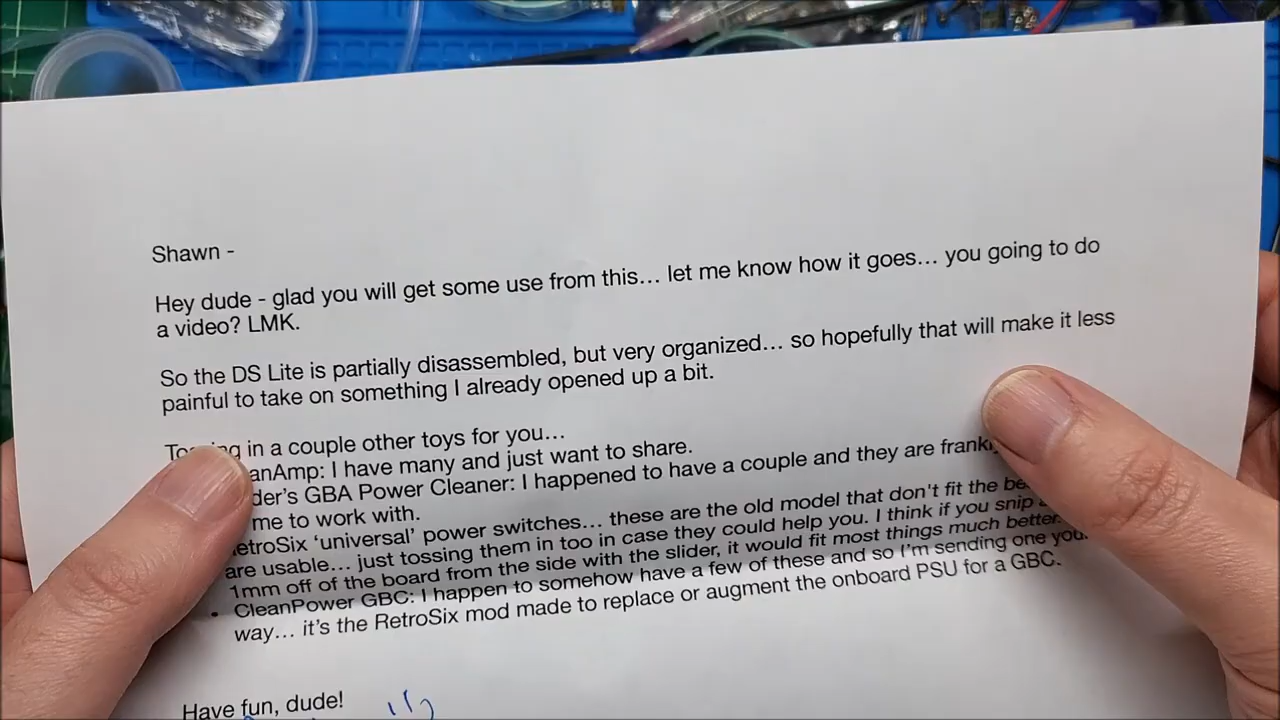 Shawn -
Hey dude - glad you will get some use from this... let me know how it goes... you going to do
a video? LMK.
So the DS Lite is partially disassembled, but very organized... so hopefully that will make it less
painful to take on something I already opened up a bit.
in a couple other toys for you...
anAmp: I have many and just want to share.
der's GBA Power Cleaner: I happened to have a couple and they are
me to work with.
etroSix ‘universal’ power switches... these are the old model that don't fit the
are usable... just tossing them in too in case they could help you. I think if you snip
1mm off of the board from the side with the slider, it would fit most things much better.
• CleanPower GBC: I happen to somehow have a few of these and so I'm sending one
way... it's the RetroSix mod made to replace or augment the onboard PSU for a GBC.
Have fun, dude!